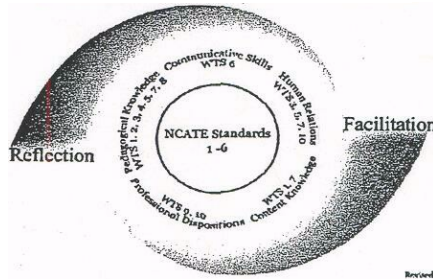 Communicative Skills
WTS 6
Pedagogical Knowledge
WTS 1, 2, 3, 4, 5, 7, 8
Human Relations
WTS 3, 5, 7, 10
NCATE Standards
1-6
Reflection
Facilitation
WTS 9, 10
Professional Dispositions
WTS 1, 7
Content Knowledge
Revised